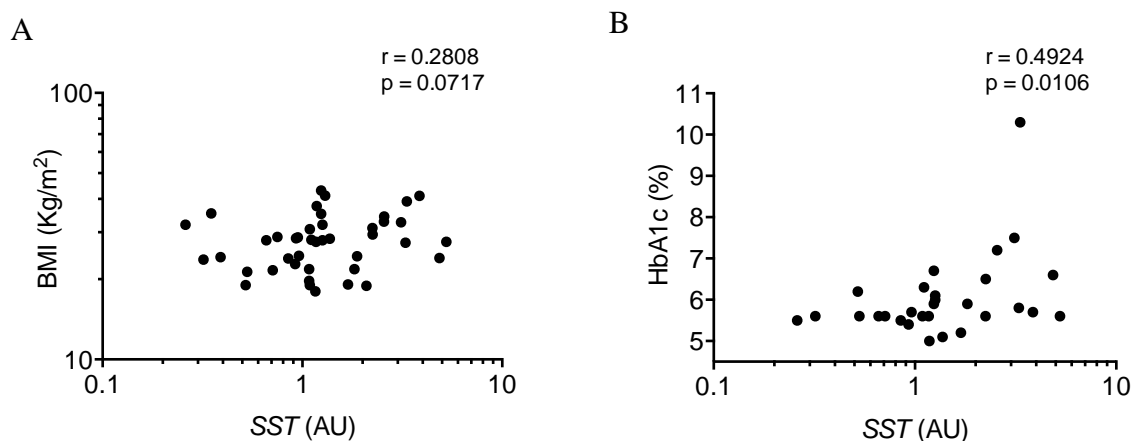 A
r = 0.2808
p = 0.0717
100
10
BMI (Kg/m²)
0.1 1 10
SST (AU)
B
r = 0.4924
p = 0.0106
11
10
9
8
7
6
5
HbA1c (%)
0.1 1 10
SST (AU)